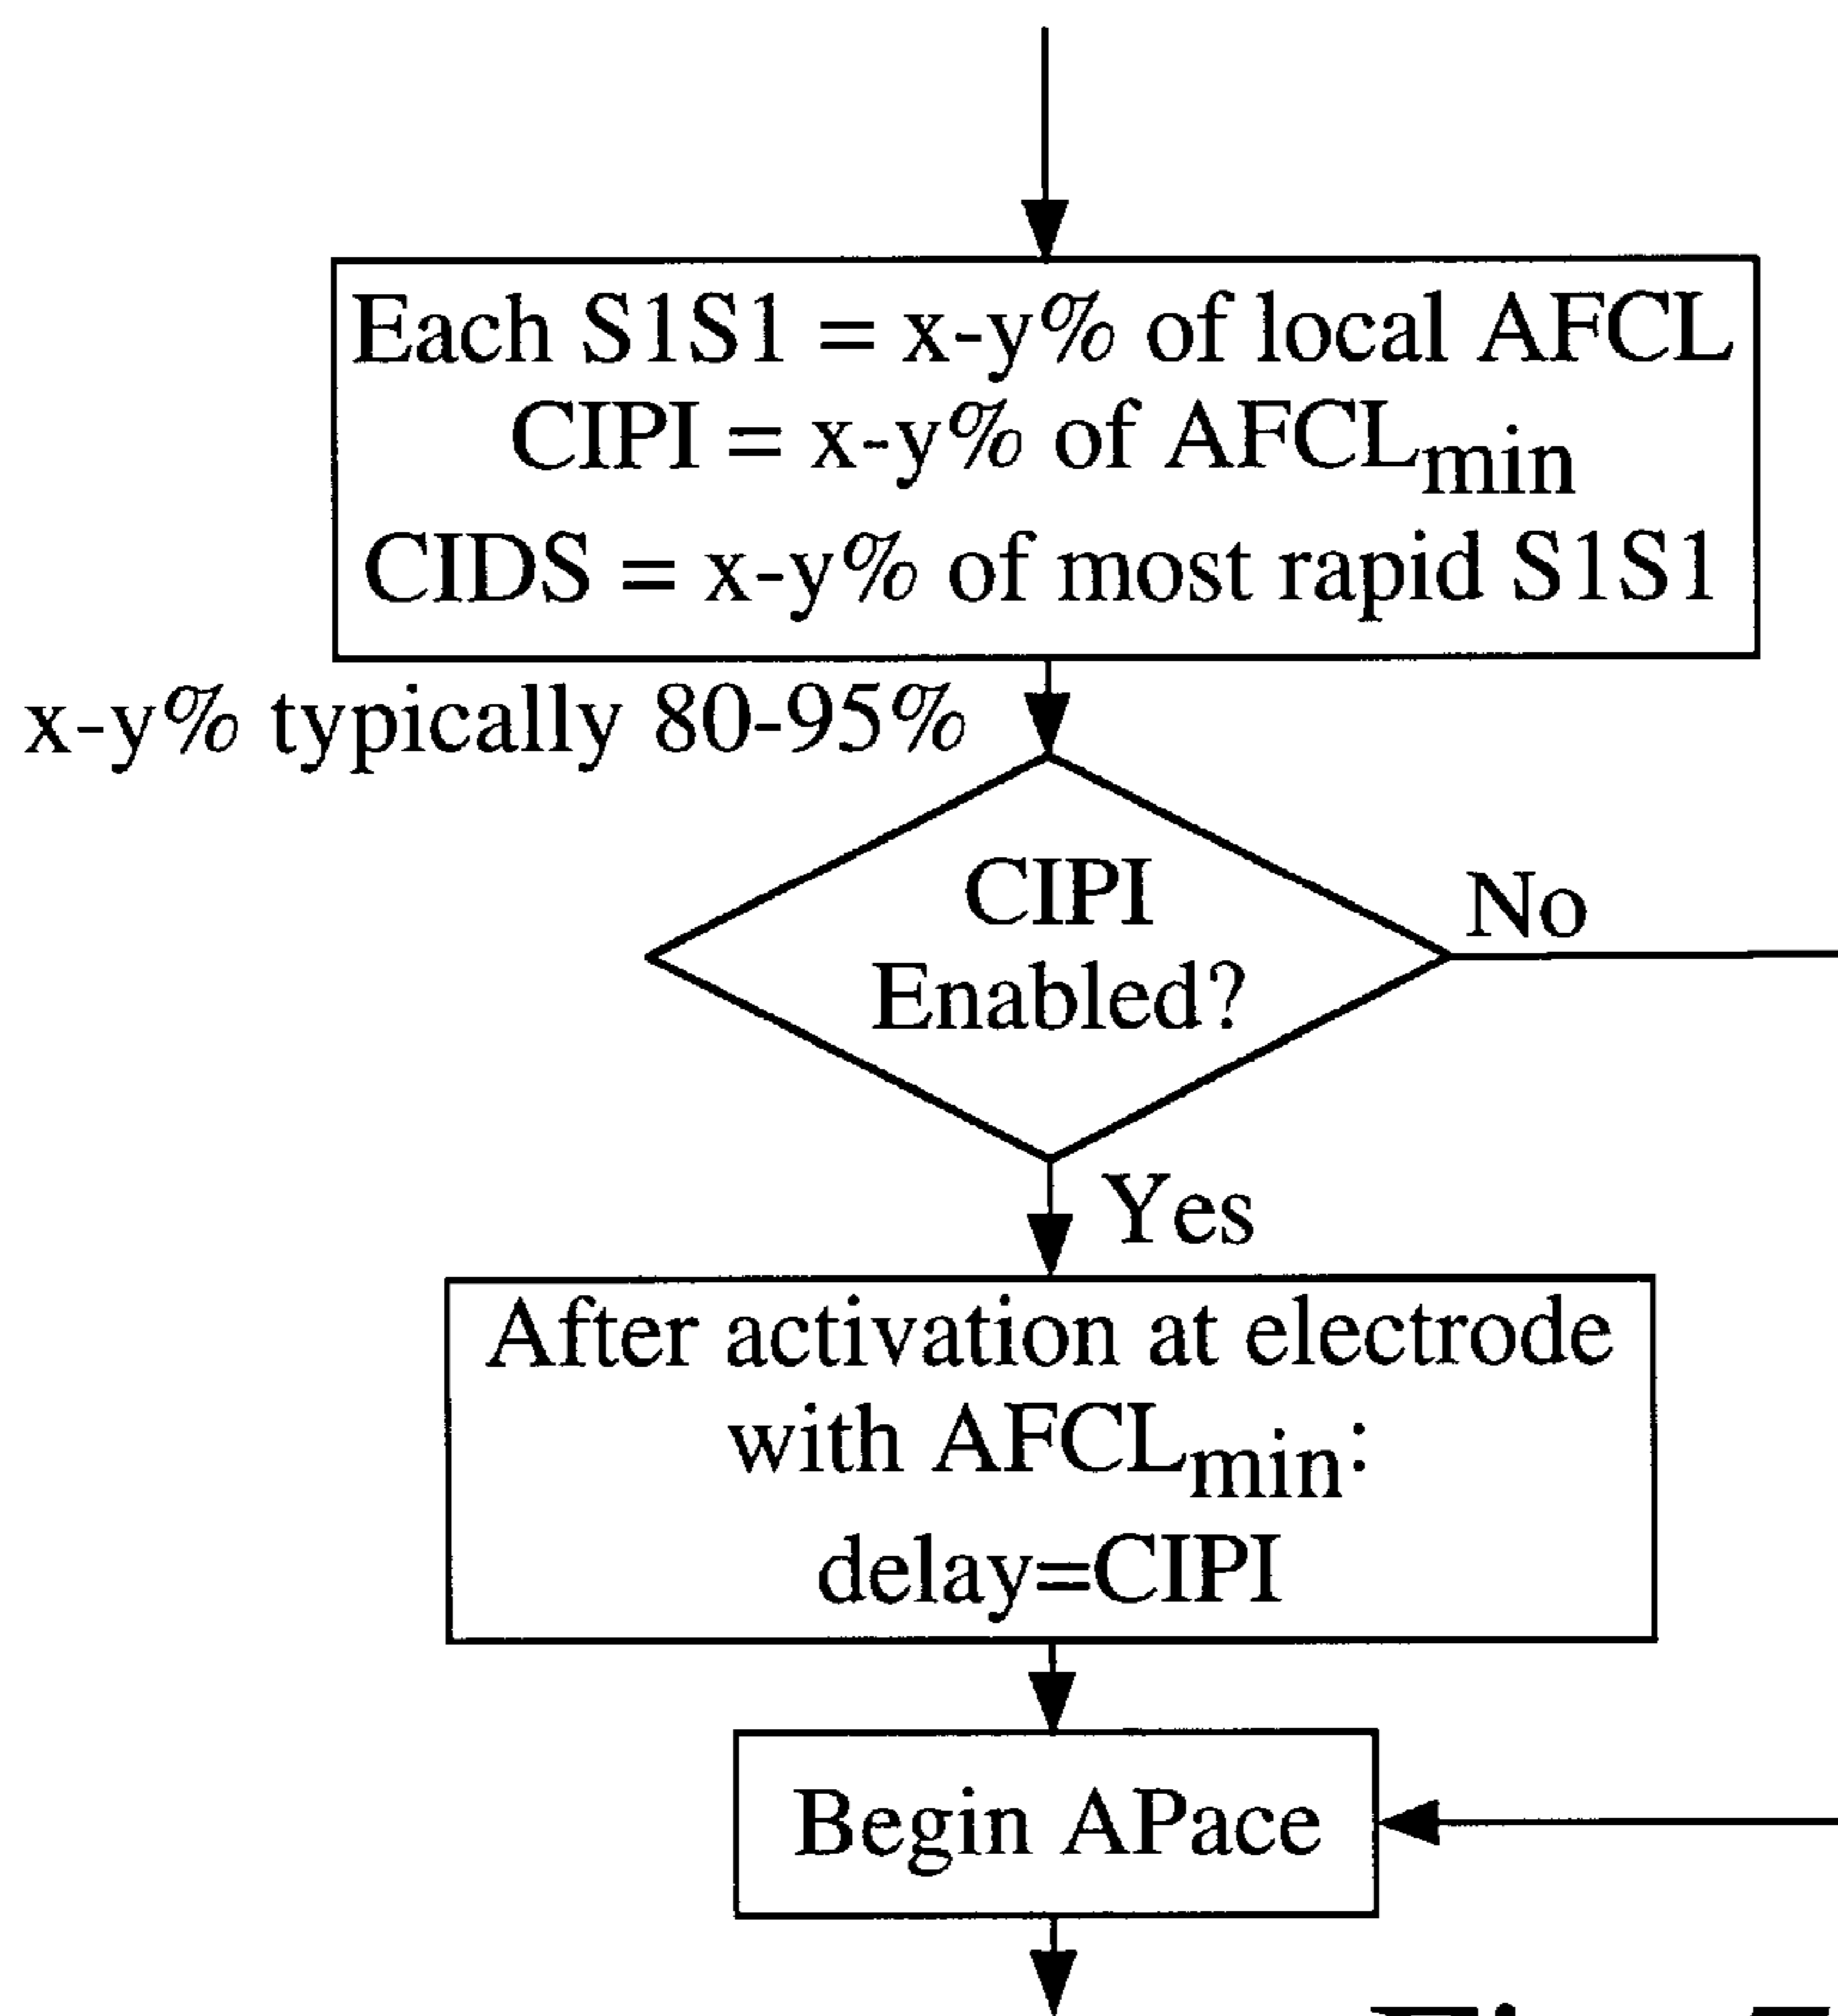 Each S1S1 = x-y% of local AFCL
CIPI = x-y% of AFCLmin
CIDS = x-y% of most rapid S1S1
x-y% typically 80-95%
CIPI
Enabled?
No
Yes
After activation at electrode
with AFCLmin:
delay=CIPI
Begin APace